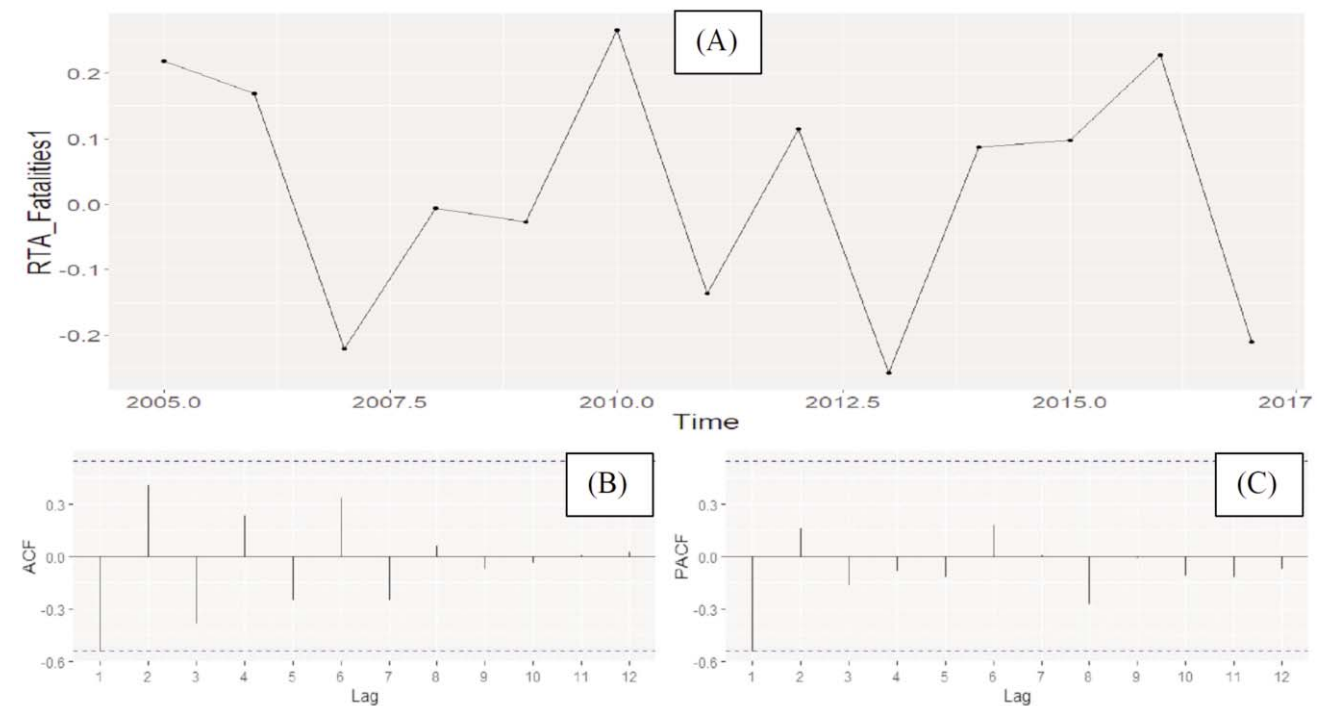 (A)
RTA_Fatalities1
0.2
0.1
0.0
-0.1
-0.2
2005.0 2007.5 2010.0 2012.5 2015.0 2017
Time
(B)
ACF
0.3
0.0
-0.3
-0.6
1 2 3 4 5 6 7 8 9 10 11 12
Lag
(C)
PACF
0.3
0.0
-0.3
-0.6
1 2 3 4 5 6 7 8 9 10 11 12
Lag